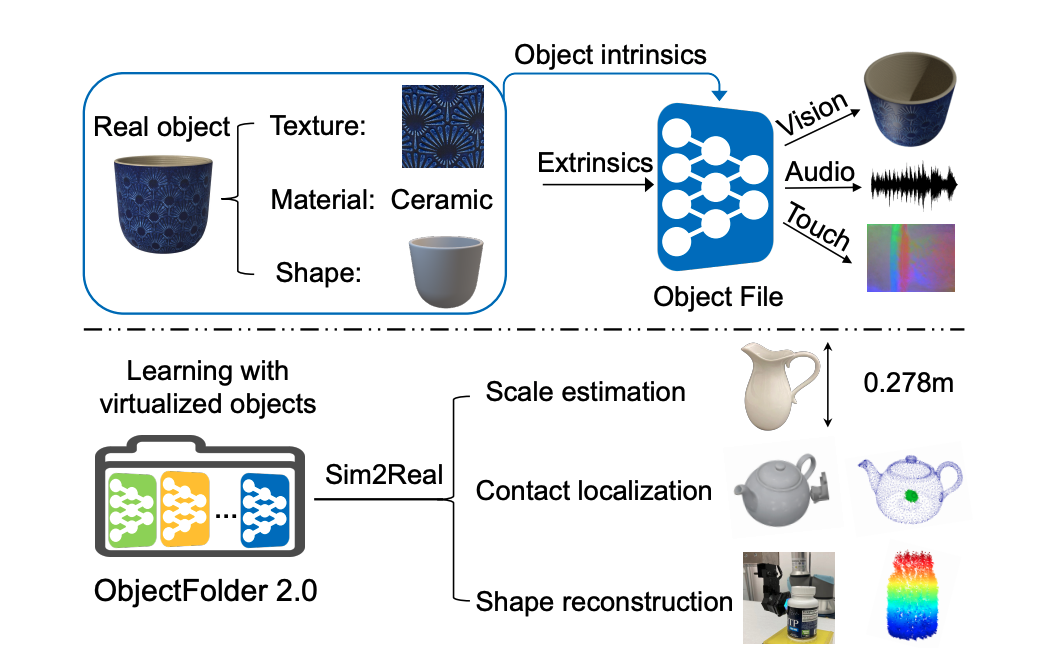 Object intrinsics
Real object
Texture:
Material: Ceramic
Shape:
Extrinsics
Object File
Vision
Audio
Touch
Learning with
virtualized objects
ObjectFolder 2.0
...
Sim2Real
Scale estimation
0.278m
Contact localization
Shape reconstruction
TP